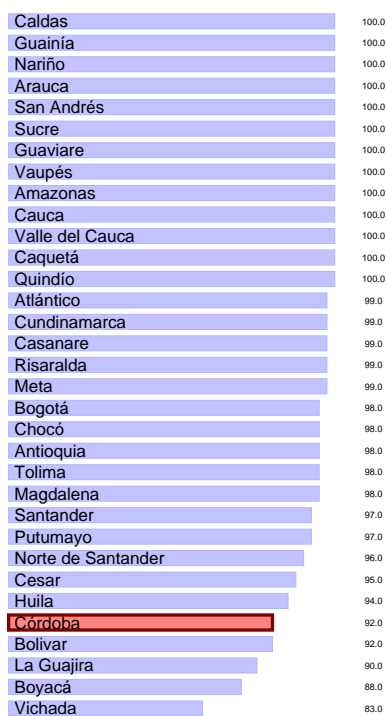 Caldas 100.0
Guainía 100.0
Nariño 100.0
Arauca 100.0
San Andrés 100.0
Sucre 100.0
Guaviare 100.0
Vaupés 100.0
Amazonas 100.0
Cauca 100.0
Valle del Cauca 100.0
Caquetá 100.0
Quindío 100.0
Atlántico 99.0
Cundinamarca 99.0
Casanare 99.0
Risaralda 99.0
Meta 99.0
Bogotá 98.0
Chocó 98.0
Antioquia 98.0
Tolima 98.0
Magdalena 98.0
Santander 97.0
Putumayo 97.0
Norte de Santander 96.0
Cesar 95.0
Huila 94.0
Córdoba 92.0
Bolivar 92.0
La Guajira 90.0
Boyacá 88.0
Vichada 83.0